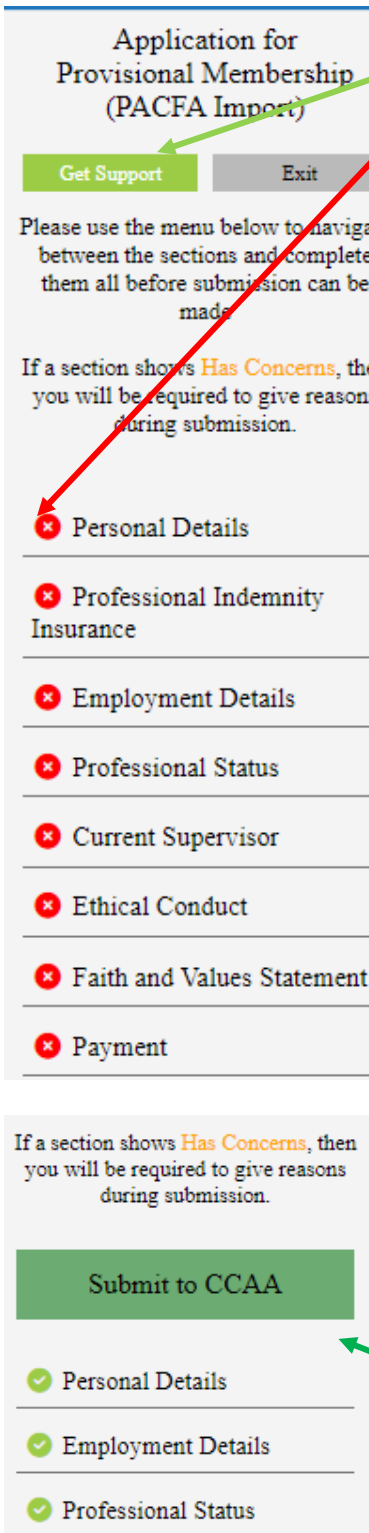 Application for
Provisional Membership
(PACFA Import)
Get Support Exit
Please use the menu below to naviga
between the sections and complete
them all before submission can be
made
If a section shows Has Concerns, the
you will be required to give reason
during submission.
Personal Details
Professional Indemnity
Insurance
Employment Details
Professional Status
Current Supervisor
Ethical Conduct
Faith and Values Statement
Payment
If a section shows Has Concerns, then
you will be required to give reasons
during submission.
Submit to CCAA
Personal Details
Employment Details
Professional Status